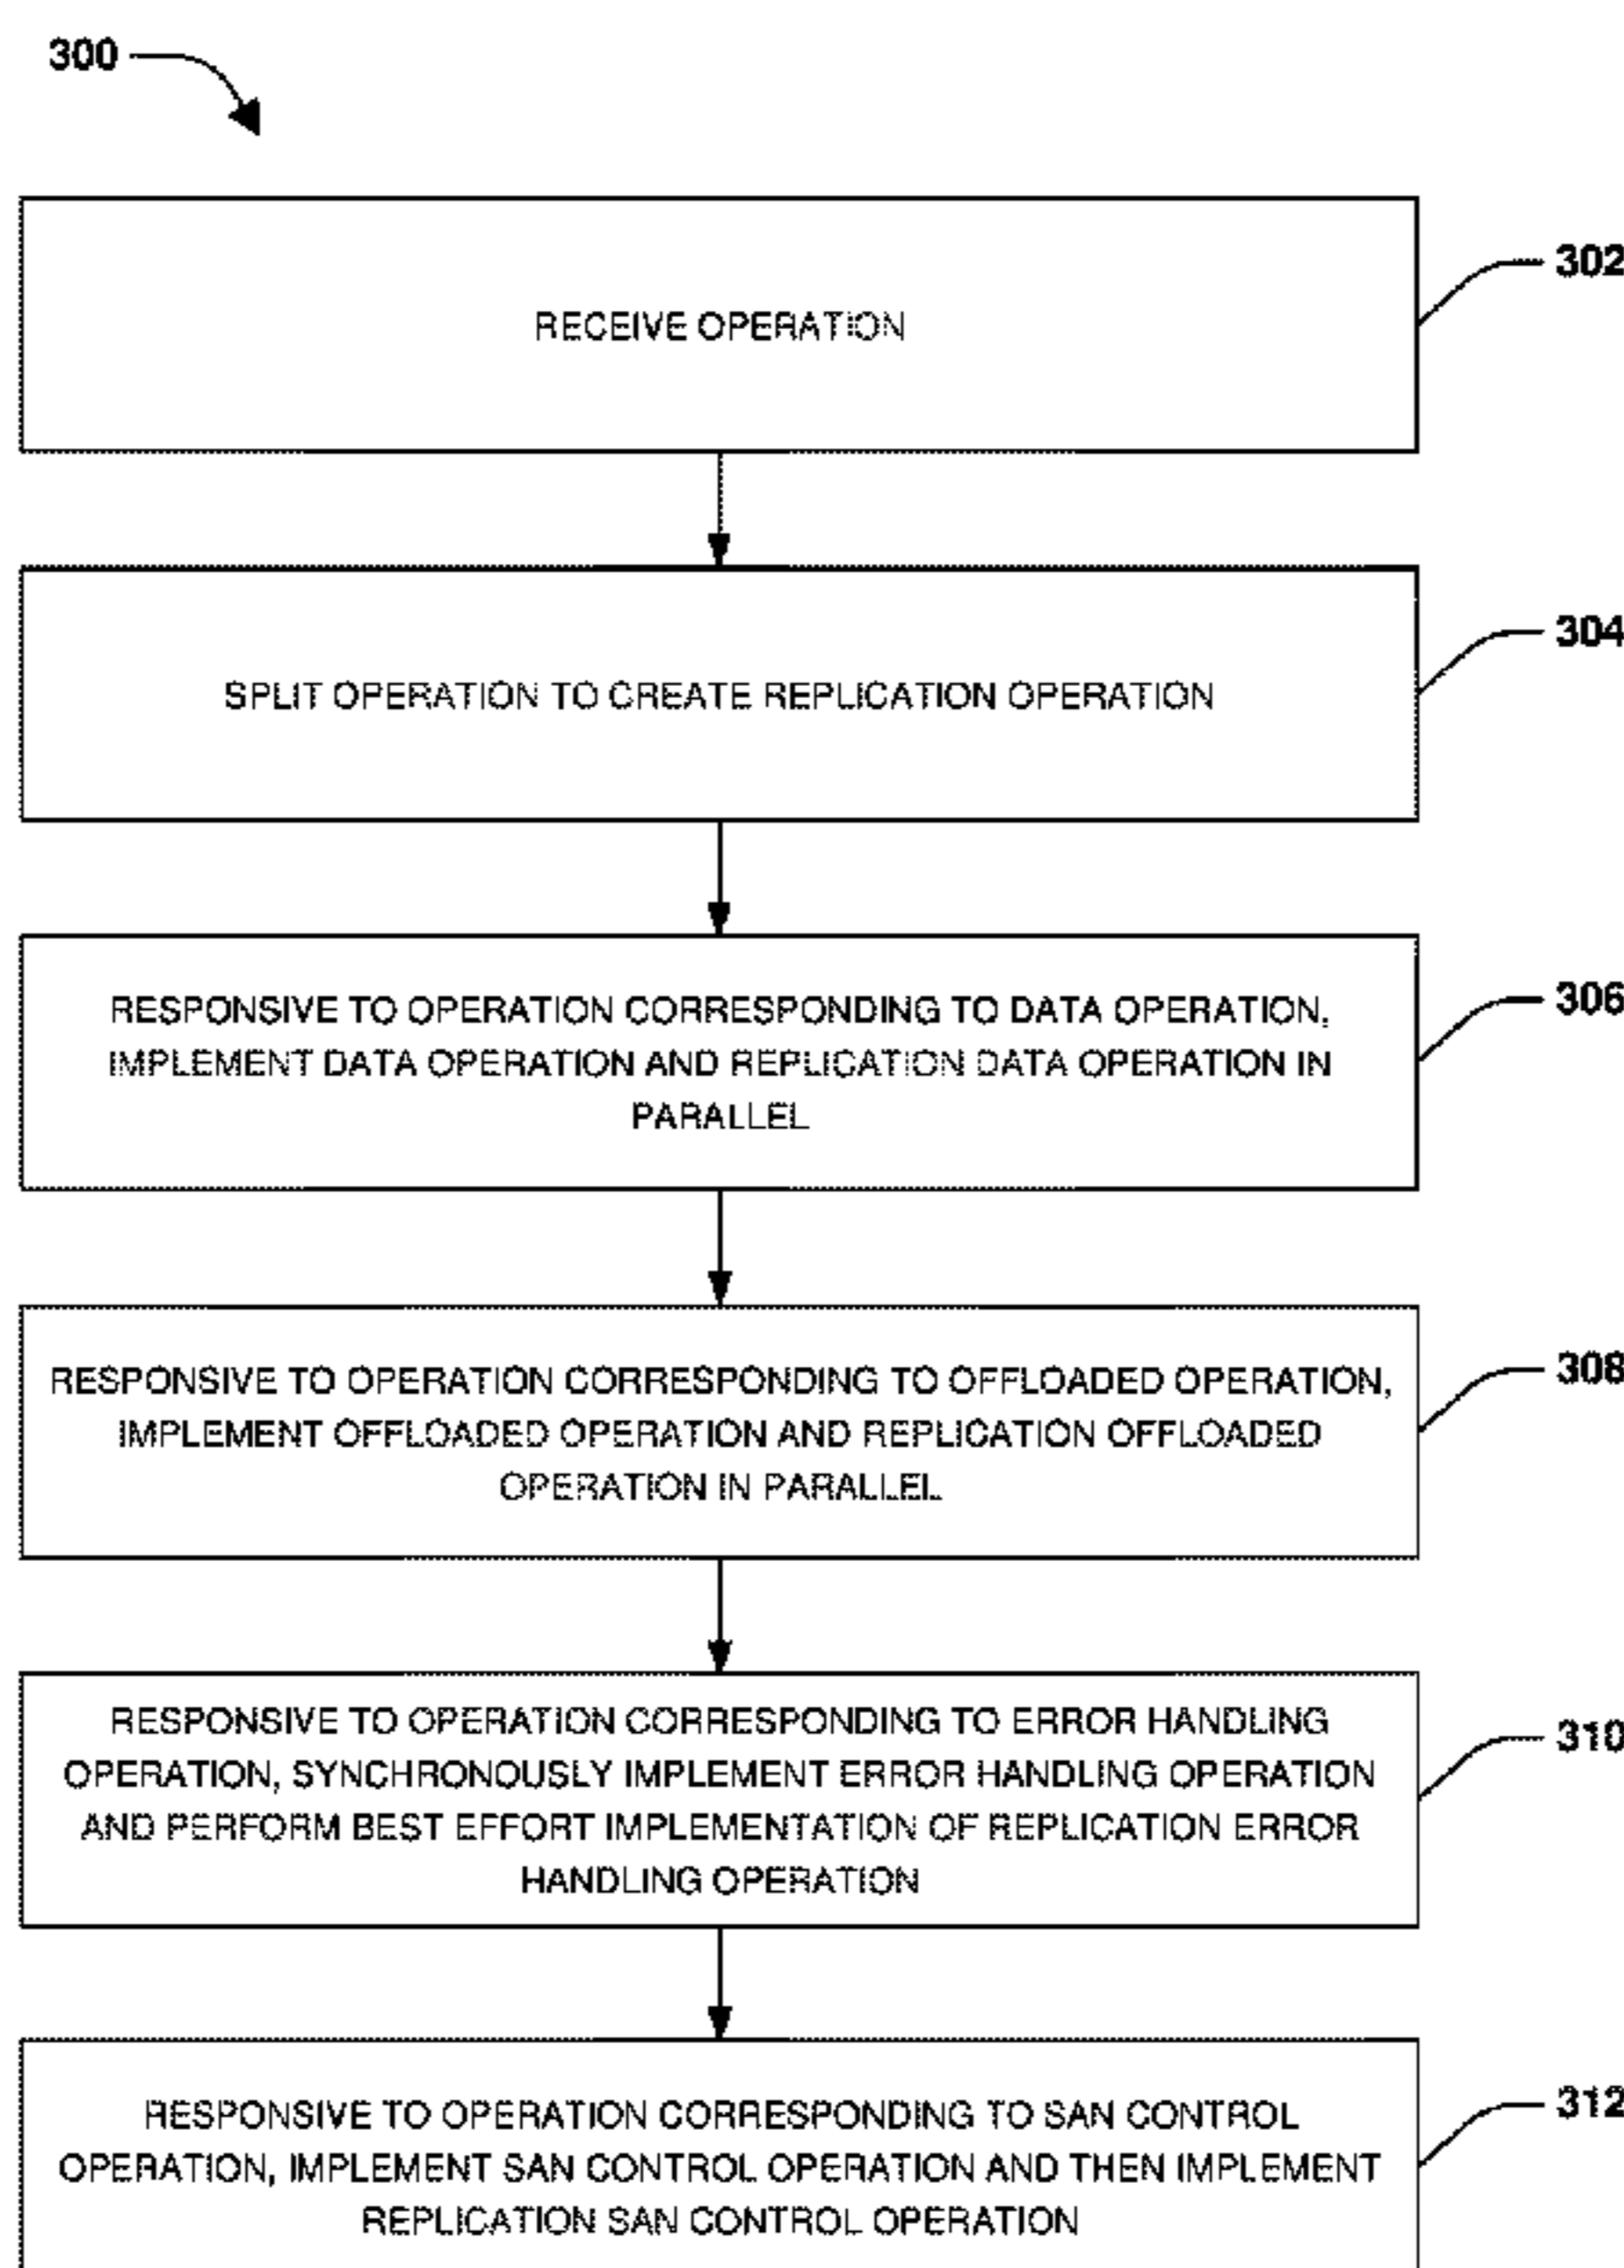 300
302
RECEIVE OPERATION
304
SPLIT OPERATION TO CREATE REPLICATION OPERATION
306
RESPONSIVE TO OPERATION CORRESPONDING TO DATA OPERATION,
IMPLEMENT DATA OPERATION AND REPLICATION DATA OPERATION IN
PARALLEL
308
RESPONSIVE TO OPERATION CORRESPONDING TO OFFLOADED OPERATION,
IMPLEMENT OFFLOADED OPERATION AND REPLICATION OFFLOADED
OPERATION IN PARALLEL
310
RESPONSIVE TO OPERATION CORRESPONDING TO ERROR HANDLING
OPERATION, SYNCHRONOUSLY IMPLEMENT ERROR HANDLING OPERATION
AND PERFORM BEST EFFORT IMPLEMENTATION OF REPLICATION ERROR
HANDLING OPERATION
312
RESPONSIVE TO OPERATION CORRESPONDING TO SAN CONTROL
OPERATION, IMPLEMENT SAN CONTROL OPERATION AND THEN IMPLEMENT
REPLICATION SAN CONTROL OPERATION